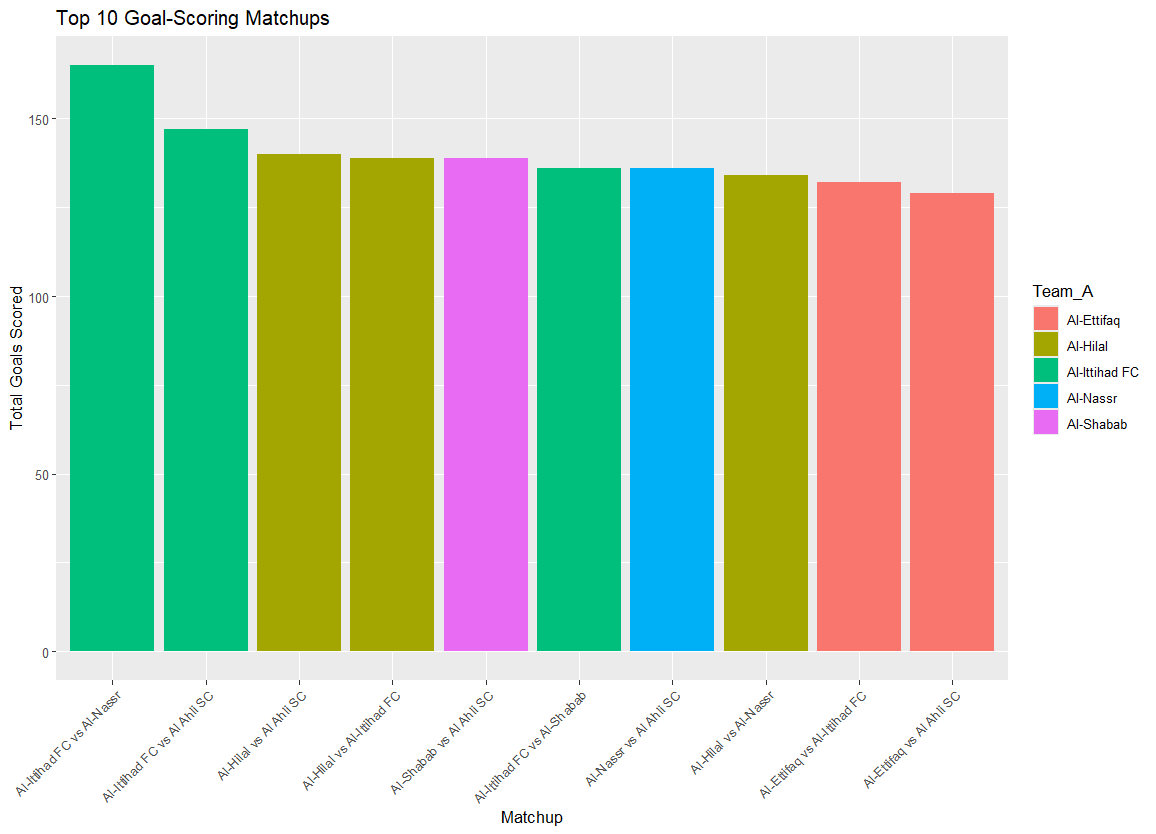 Top 10 Goal-Scoring Matchups
Total Goals Scored
150
100
50
0
Al-Ittihad FC vs Al-Nassr
Al-Ittihad FC vs Al Ahli SC
Al-Hilal vs Al Ahli SC
Al-Hilal vs Al-Ittihad FC
Al-Shabab vs Al Ahli SC
Al-Ittihad FC vs Al-Shabab
Al-Nassr vs Al Ahli SC
Al-Hilal vs Al-Nassr
Al-Ettifaq vs Al-Ittihad FC
Al-Ettifaq vs Al Ahli SC
Matchup
Team_A
Al-Ettifaq
Al-Hilal
Al-Ittihad FC
Al-Nassr
Al-Shabab